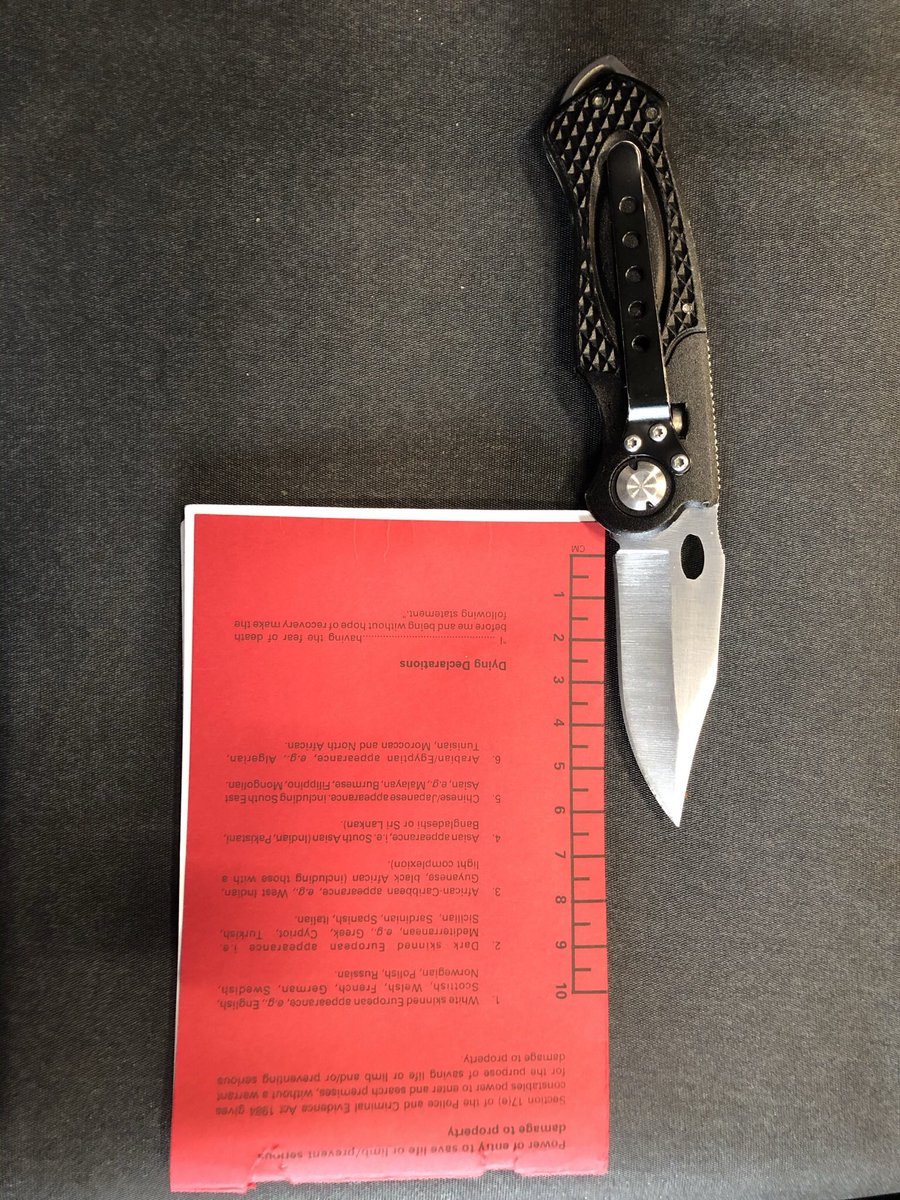 Power of entry to save life or limb/prevent serious
damage to property
Section 17(e) of the Police and Criminal Evidence Act 1984 gives
constables power to enter and search premises, without a warrant
for the purpose of saving life or limb and/or preventing serious
damage to property.
1. White skinned European appearance, e.g., English,
Scottish, Welsh, French, German, Swedish,
Norwegian, Polish, Russian.
2. Dark skinned European appearance i.e.
Mediterranean, e.g., Greek, Cypriot, Turkish,
Sicilian, Sardinian, Spanish, Italian.
3. African-Caribbean appearance, e.g., West Indian,
Guyanese, black African (including those with a
light complexion).
4. Asian appearance, i.e. South Asian (Indian, Pakistani,
Bangladeshi or Sri Lankan).
5. Chinese/Japanese appearance, including South East
Asian, e.g., Malayan, Burmese, Filippino, Mongolian.
6. Arabian/Egyptian appearance, e.g., Algerian,
Tunisian, Moroccan and North African.
Dying Declarations
"I ........................................having the fear of death
before me and being without hope of recovery make the
following statement."
10
9
8
7
6
5
4
3
2
1
CM